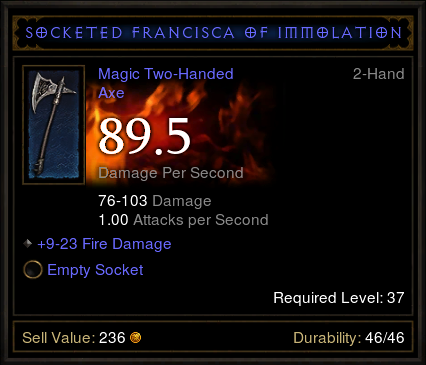 SOCKETED FRANCISCA OF IMMOLATION
Magic Two-Handed 2-Hand
Axe
89.5
Damage Per Second
76-103 Damage
1.00 Attacks per Second
+9-23 Fire Damage
Empty Socket
Required Level: 37
Sell Value: 236 Durability: 46/46